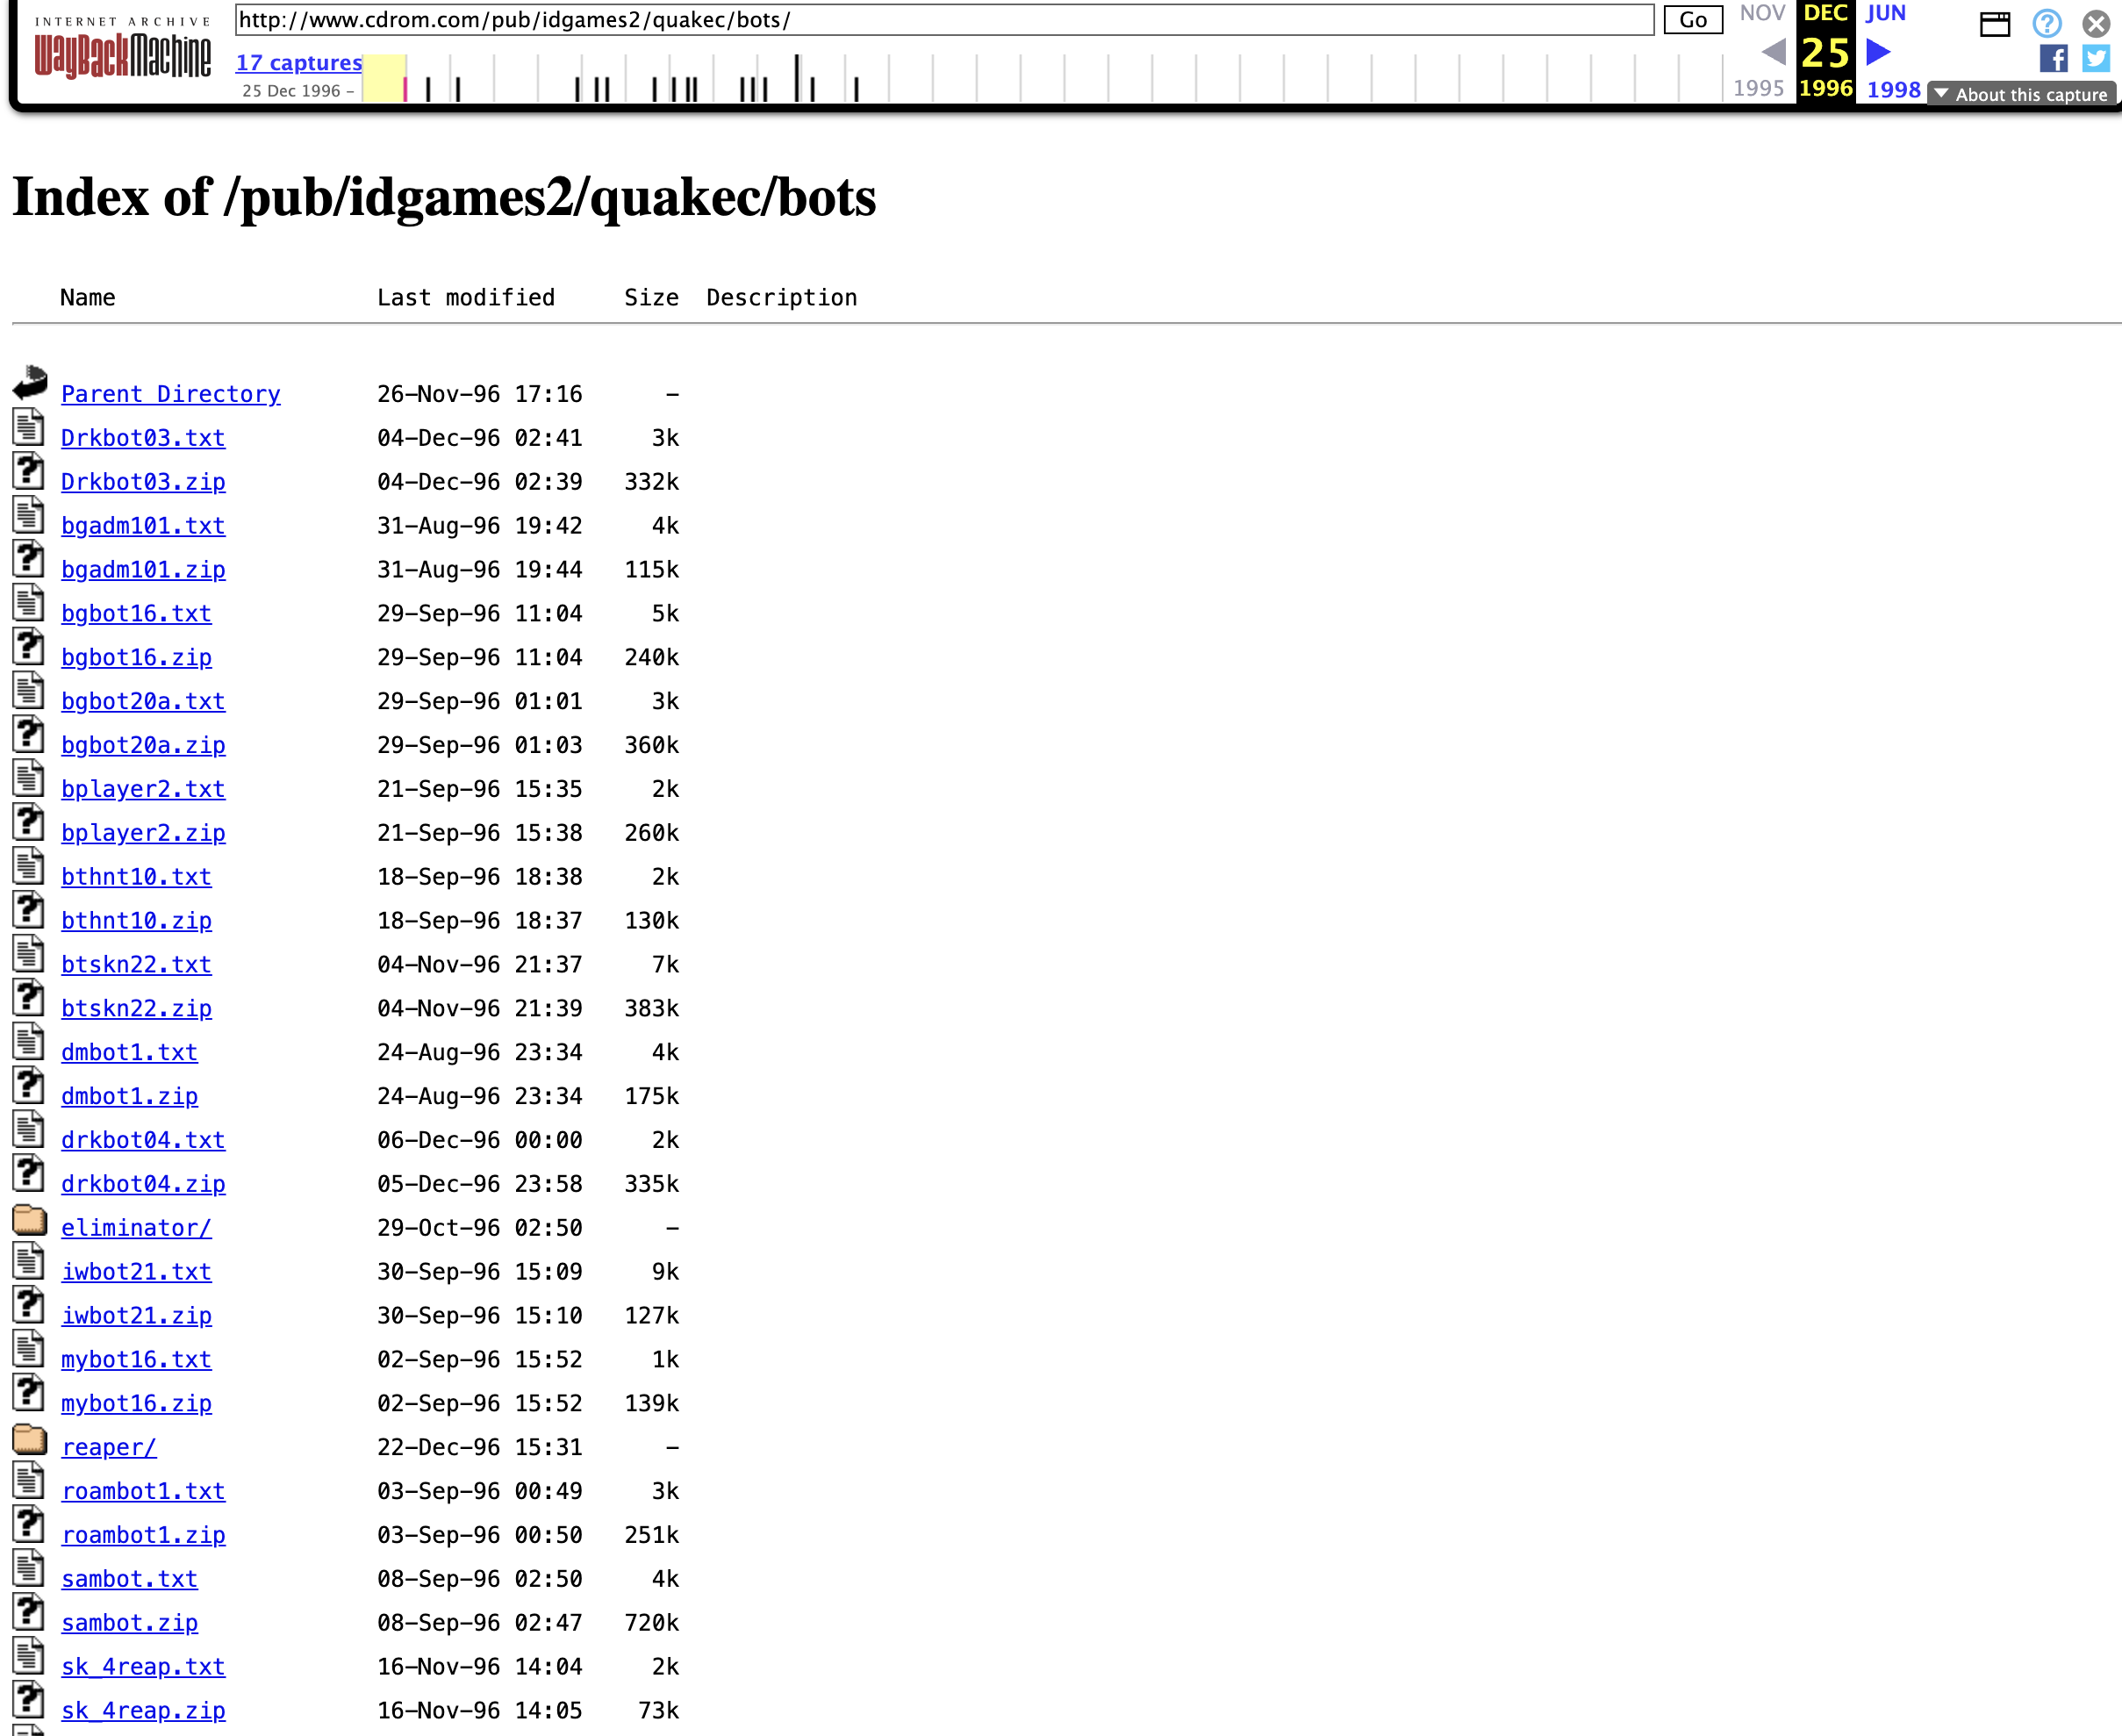 INTERNET ARCHIVE
WayBackMachine
http://www.cdrom.com/pub/idgames2/quakec/bots/
Go
NOV DEC JUN
17 captures
25
25 Dec 1996 –
1995 1996 1998
About this capture
Index of /pub/idgames2/quakec/bots
Name Last modified Size Description
Parent Directory 26-Nov-96 17:16 -
Drkbot03.txt 04-Dec-96 02:41 3k
Drkbot03.zip 04-Dec-96 02:39 332k
bgadm101.txt 31-Aug-96 19:42 4k
bgadm101.zip 31-Aug-96 19:44 115k
bgbot16.txt 29-Sep-96 11:04 5k
bgbot16.zip 29-Sep-96 11:04 240k
bgbot20a.txt 29-Sep-96 01:01 3k
bgbot20a.zip 29-Sep-96 01:03 360k
bplayer2.txt 21-Sep-96 15:35 2k
bplayer2.zip 21-Sep-96 15:38 260k
bthnt10.txt 18-Sep-96 18:38 2k
bthnt10.zip 18-Sep-96 18:37 130k
btskn22.txt 04-Nov-96 21:37 7k
btskn22.zip 04-Nov-96 21:39 383k
dmbot1.txt 24-Aug-96 23:34 4k
dmbot1.zip 24-Aug-96 23:34 175k
drkbot04.txt 06-Dec-96 00:00 2k
drkbot04.zip 05-Dec-96 23:58 335k
eliminator/ 29-Oct-96 02:50 -
iwbot21.txt 30-Sep-96 15:09 9k
iwbot21.zip 30-Sep-96 15:10 127k
mybot16.txt 02-Sep-96 15:52 1k
mybot16.zip 02-Sep-96 15:52 139k
reaper/ 22-Dec-96 15:31 -
roambot1.txt 03-Sep-96 00:49 3k
roambot1.zip 03-Sep-96 00:50 251k
sambot.txt 08-Sep-96 02:50 4k
sambot.zip 08-Sep-96 02:47 720k
sk_4reap.txt 16-Nov-96 14:04 2k
sk_4reap.zip 16-Nov-96 14:05 73k